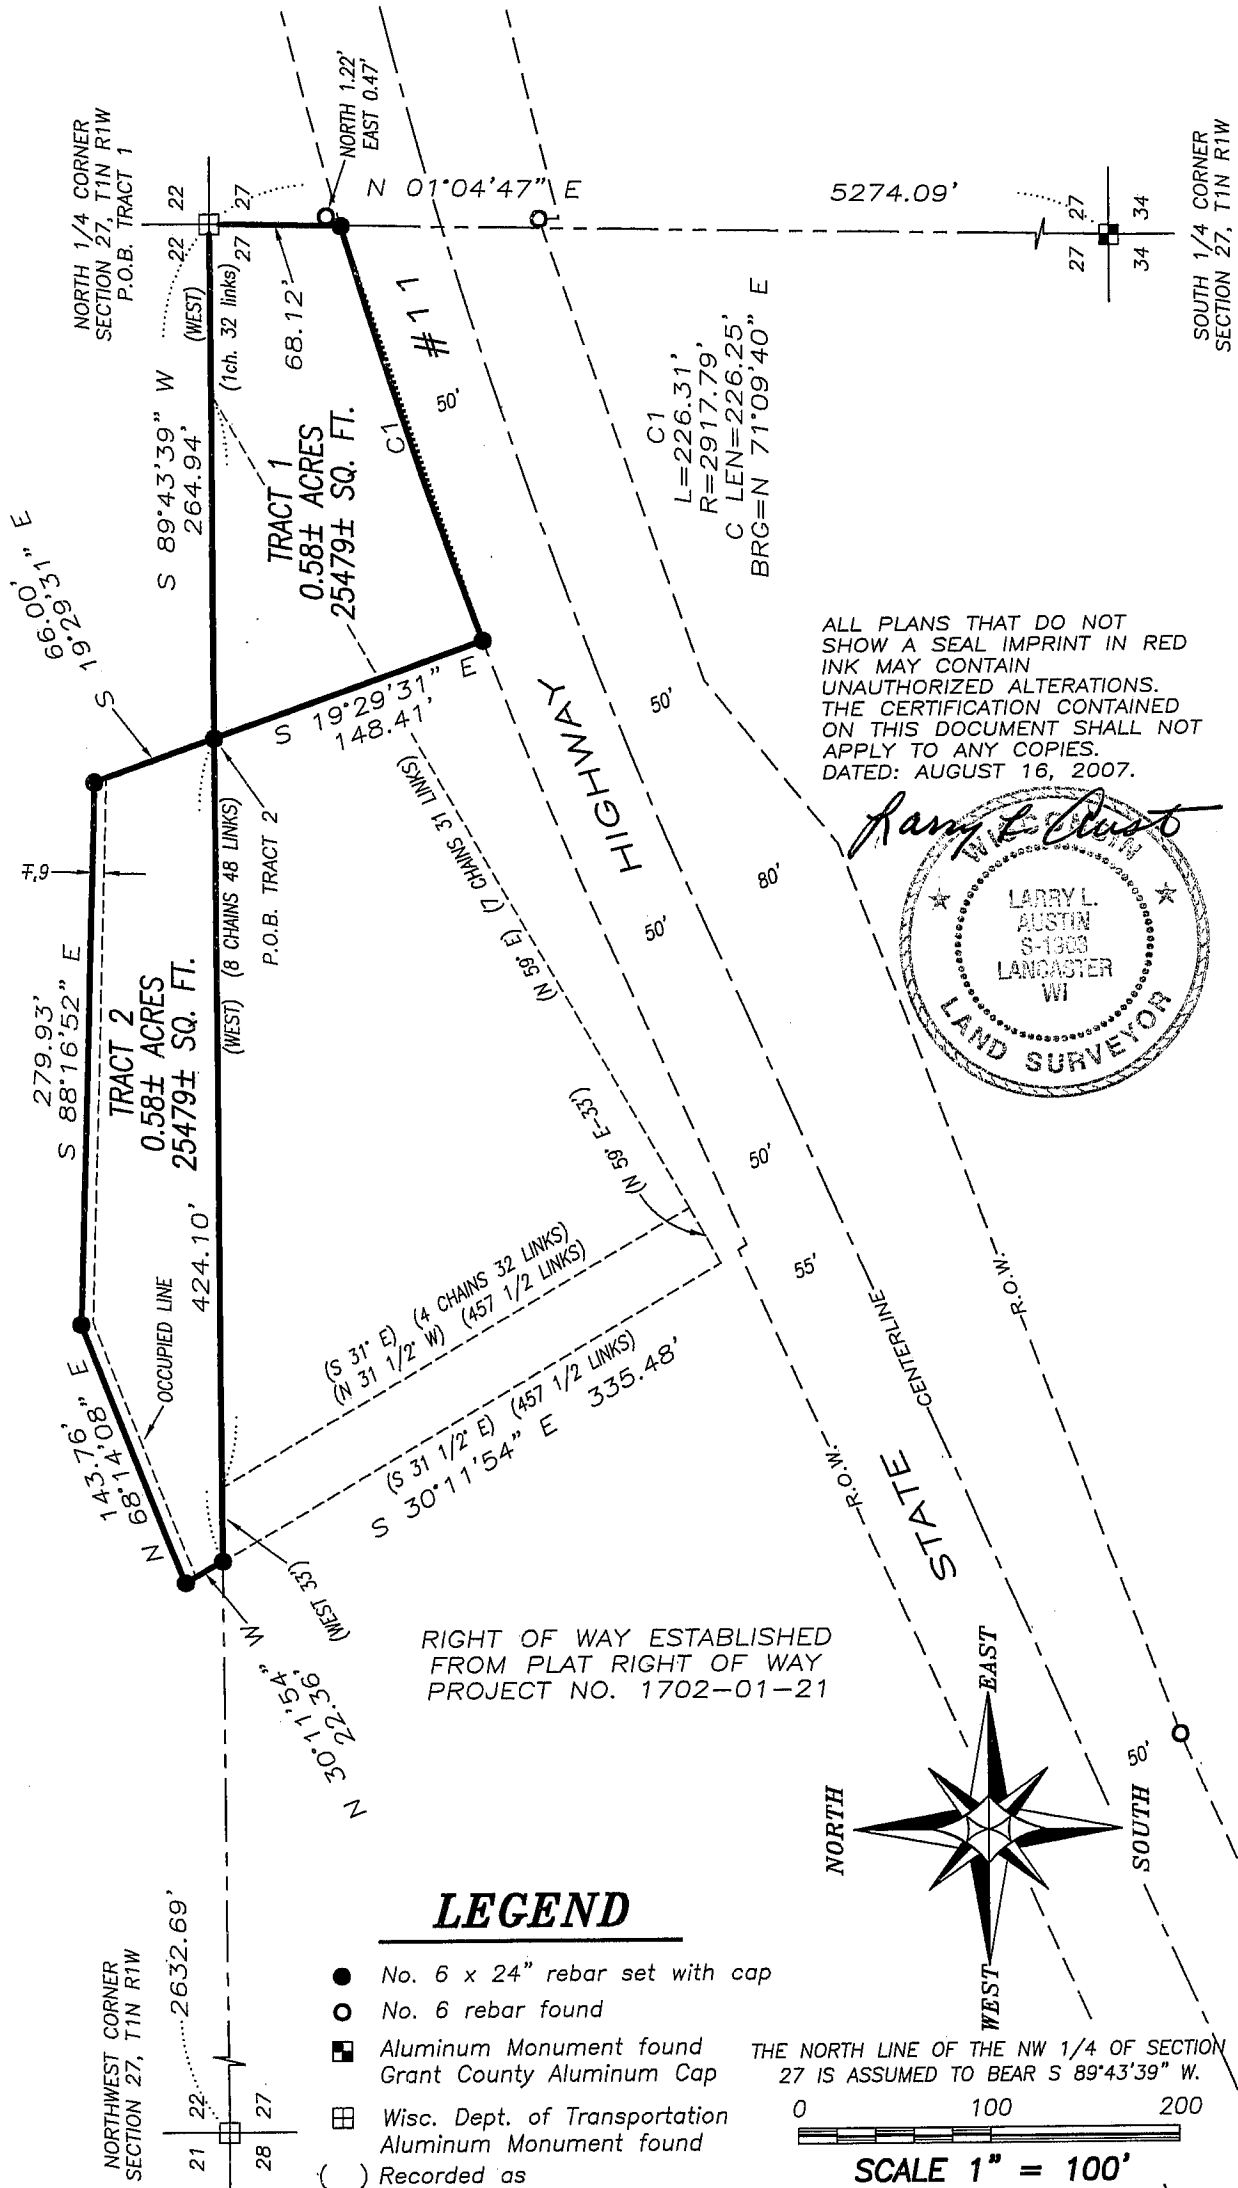 NORTH 1/4 CORNER
SECTION 27, T1N R1W
P.O.B. TRACT 1
22
22
27
27
NORTH 1.22'
EAST 0.47'
N 01°04'47" E
5274.09'
27
27
34
34
SOUTH 1/4 CORNER
SECTION 27, T1N R1W
(WEST)
(1ch. 32 links)
68.12'
S 89°43'39" W
264.94'
#11
50'
C1
TRACT 1
0.58± ACRES
25479± SQ. FT.
C1
L=226.31'
R=2917.79'
C LEN=226.25'
BRG=N 71°09'40" E
66.00'
S 19°29'31" E
S 19°29'31" E
148.41'
ALL PLANS THAT DO NOT
SHOW A SEAL IMPRINT IN RED
INK MAY CONTAIN
UNAUTHORIZED ALTERATIONS.
THE CERTIFICATION CONTAINED
ON THIS DOCUMENT SHALL NOT
APPLY TO ANY COPIES.
DATED: AUGUST 16, 2007.
Larry L. Aust
WISCONSIN
LARRY L.
AUSTIN
S-1303
LANCASTER
WI
LAND SURVEYOR
6'±
279.93'
S 88°16'52" E
TRACT 2
0.58± ACRES
25479± SQ. FT.
(WEST) (8 CHAINS 48 LINKS)
P.O.B. TRACT 2
424.10'
(N 59° E) (7 CHAINS 31 LINKS)
(N 59° E-33')
HIGHWAY
50'
50'
80'
50'
55'
OCCUPIED LINE
143.76'
N 68°14'08" E
(S 31° E) (4 CHAINS 32 LINKS)
(N 31 1/2° W) (457 1/2 LINKS)
(S 31 1/2° E) (457 1/2 LINKS)
S 30°11'54" E 335.48'
(WEST 33')
N 30°11'54" W
22.36'
R.O.W.
CENTERLINE
R.O.W.
STATE
RIGHT OF WAY ESTABLISHED
FROM PLAT RIGHT OF WAY
PROJECT NO. 1702-01-21
50'
EAST
NORTH
SOUTH
WEST
NORTHWEST CORNER
SECTION 27, T1N R1W
2632.69'
22
27
21
28
LEGEND
No. 6 x 24" rebar set with cap
No. 6 rebar found
Aluminum Monument found
Grant County Aluminum Cap
Wisc. Dept. of Transportation
Aluminum Monument found
( ) Recorded as
THE NORTH LINE OF THE NW 1/4 OF SECTION
27 IS ASSUMED TO BEAR S 89°43'39" W.
0 100 200
SCALE 1" = 100'